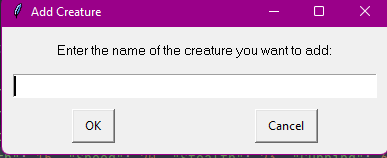 Add Creature
Enter the name of the creature you want to add:
OK
Cancel